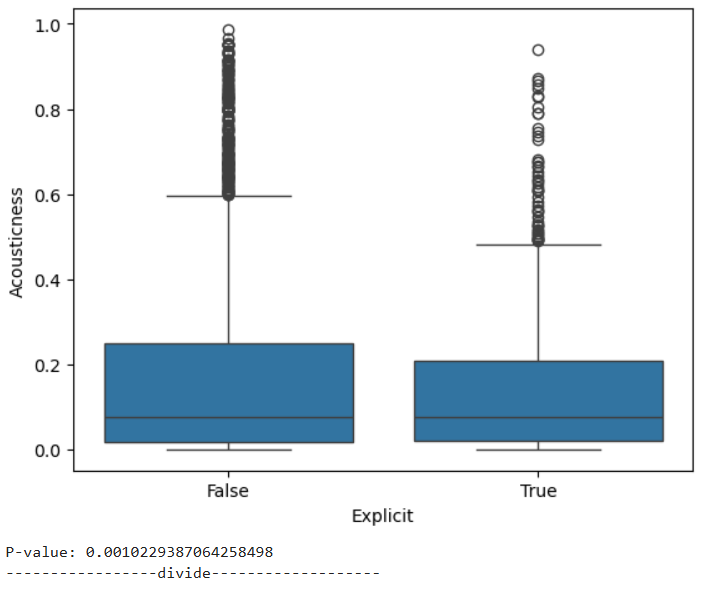 1.0
0.8
0.6
0.4
0.2
0.0
Acousticness
False True
Explicit
P-value: 0.0010229387064258498
-----------------divide-------------------